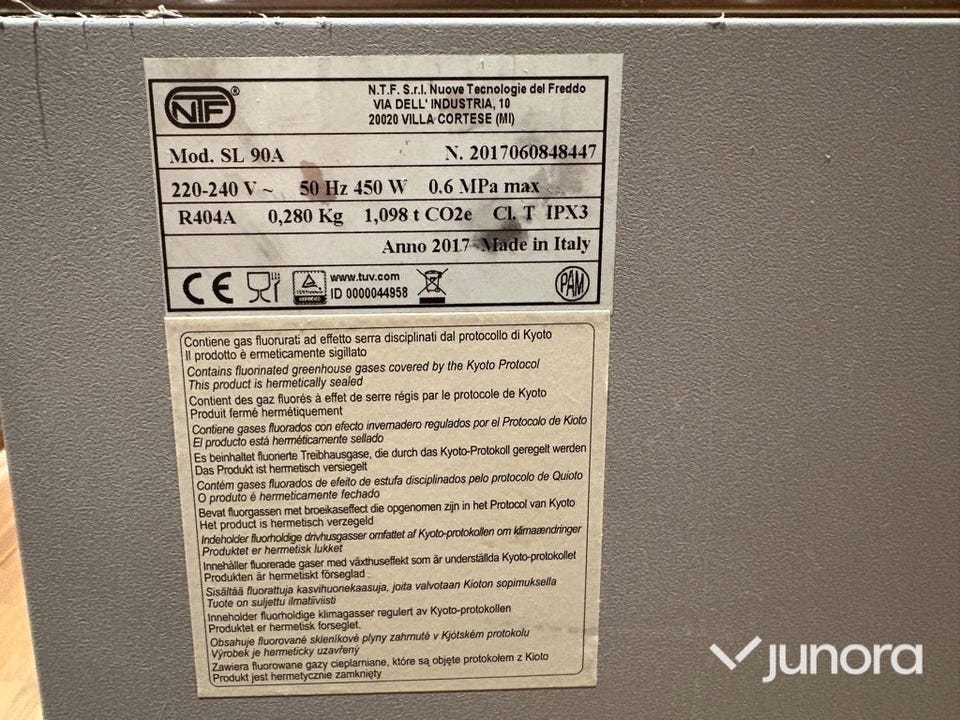 NTF®
N.T.F. S.r.l. Nuove Tecnologie del Freddo
VIA DELL' INDUSTRIA, 10
20020 VILLA CORTESE (MI)
Mod. SL 90A N. 2017060848447
220-240 V ~ 50 Hz 450 W 0.6 MPa max
R404A 0,280 Kg 1,098 t CO2e Cl. T IPX3
Anno 2017 Made in Italy
CE
www.tuv.com
ID 0000044958
PAM
Contiene gas fluorurati ad effetto serra disciplinati dal protocollo di Kyoto
Il prodotto è ermeticamente sigillato
Contains fluorinated greenhouse gases covered by the Kyoto Protocol
This product is hermetically sealed
Contient des gaz fluorés à effet de serre régis par le protocole de Kyoto
Produit fermé hermétiquement
Contiene gases fluorados con efecto invernadero regulados por el Protocolo de Kioto
El producto está herméticamente sellado
Es beinhaltet fluorierte Treibhausgase, die durch das Kyoto-Protokoll geregelt werden
Das Produkt ist hermetisch versiegelt
Contém gases fluorados de efeito de estufa disciplinados pelo protocolo de Quioto
O produto é hermeticamente fechado
Bevat fluorgassen met broeikaseffect die opgenomen zijn in het Protocol van Kyoto
Het product is hermetisch verzegeld
Indeholder fluorholdige drivhusgasser omfattet af Kyoto-protokollen om klimaændringer
Produktet er hermetisk lukket
Innehåller fluorerade gaser med växthuseffekt som är underställda Kyoto-protokollet
Produkten är hermetiskt förseglad
Sisältää fluorattuja kasvihuonekaasuja, joita valvotaan Kioton sopimuksella
Tuote on suljettu ilmatiiviisti
Inneholder fluorholdige klimagasser regulert av Kyoto-protokollen
Produktet er hermetisk forseglet.
Obsahuje fluorované skleníkové plyny zahrnuté v Kjótském protokolu
Výrobek je hermeticky uzavřený
Zawiera fluorowane gazy cieplarniane, które są objęte protokołem z Kioto
Produkt jest hermetycznie zamknięty
junora